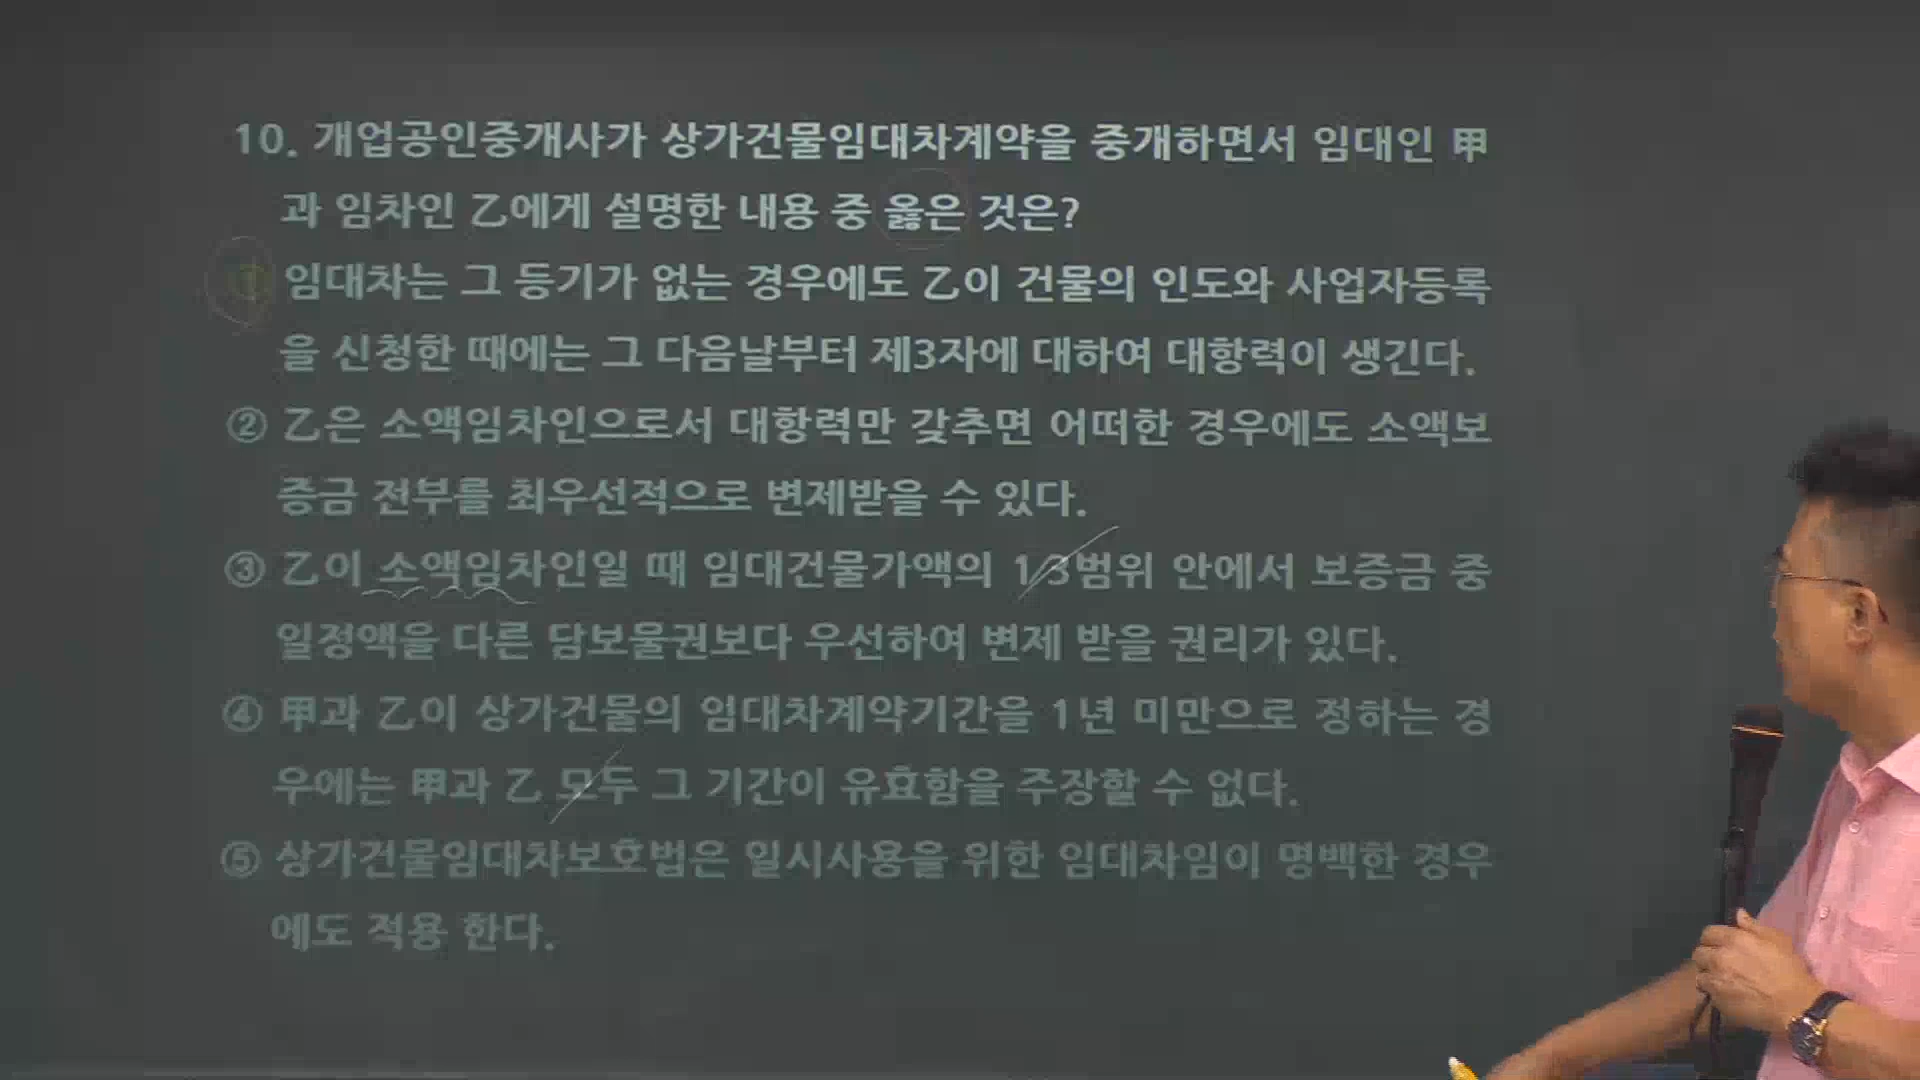 10. 개업공인중개사가 상가건물임대차계약을 중개하면서 임대인 甲
과 임차인 乙에게 설명한 내용 중 옳은 것은?
① 임대차는 그 등기가 없는 경우에도 乙이 건물의 인도와 사업자등록
을 신청한 때에는 그 다음날부터 제3자에 대하여 대항력이 생긴다.
② 乙은 소액임차인으로서 대항력만 갖추면 어떠한 경우에도 소액보
증금 전부를 최우선적으로 변제받을 수 있다.
③ 乙이 소액임차인일 때 임대건물가액의 1/3범위 안에서 보증금 중
일정액을 다른 담보물권보다 우선하여 변제 받을 권리가 있다.
④ 甲과 乙이 상가건물의 임대차계약기간을 1년 미만으로 정하는 경
우에는 甲과 乙 모두 그 기간이 유효함을 주장할 수 없다.
⑤ 상가건물임대차보호법은 일시사용을 위한 임대차임이 명백한 경우
에도 적용 한다.